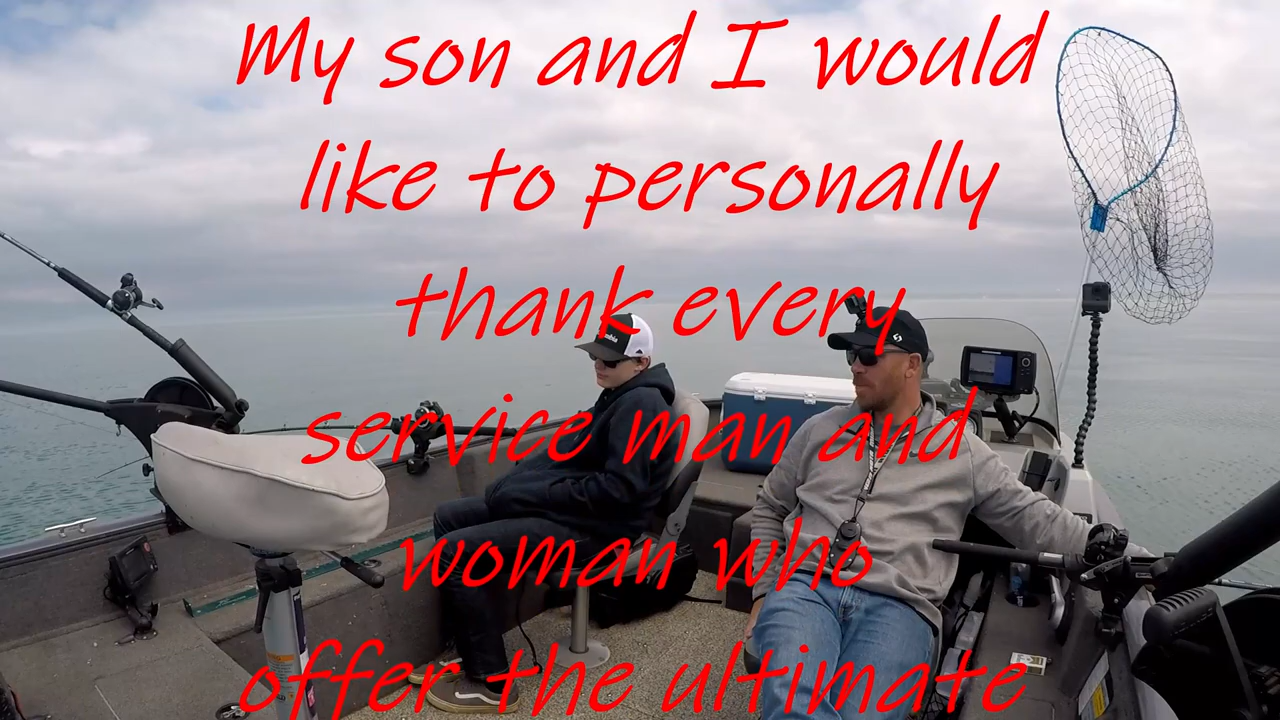 My son and I would
like to personally
thank every
service man and
woman who
offer the ultimate